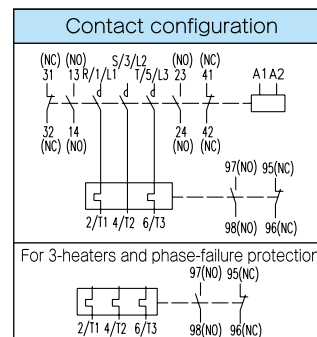 Contact configuration
(NC) (NO) S/3/L2 (NO) (NC)
31 13 R/1/L1 T/5/L3 23 41 A1 A2
32 14 24 42
(NC) (NO) (NO) (NC)
97(NO) 95(NC)
2/T1 4/T2 6/T3 98(NO) 96(NC)
For 3-heaters and phase-failure protection
97(NO) 95(NC)
2/T1 4/T2 6/T3 98(NO) 96(NC)